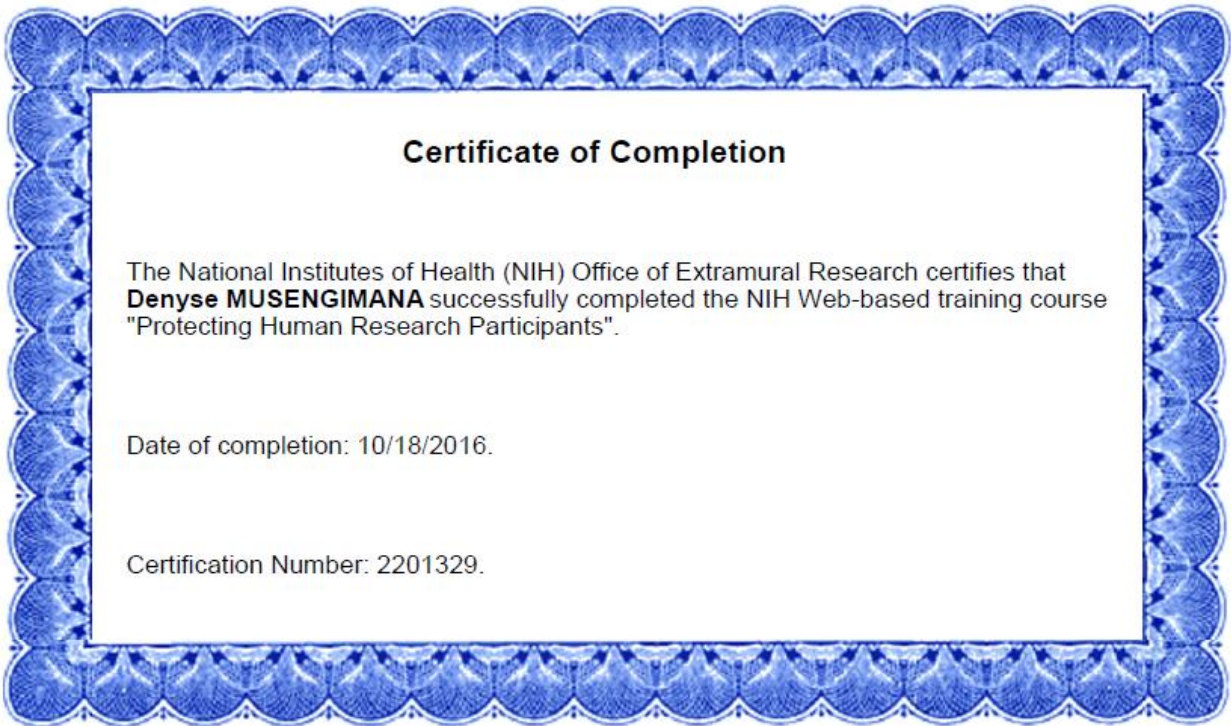 Certificate of Completion
The National Institutes of Health (NIH) Office of Extramural Research certifies that
Denyse MUSENGIMANA successfully completed the NIH Web-based training course
"Protecting Human Research Participants".
Date of completion: 10/18/2016.
Certification Number: 2201329.